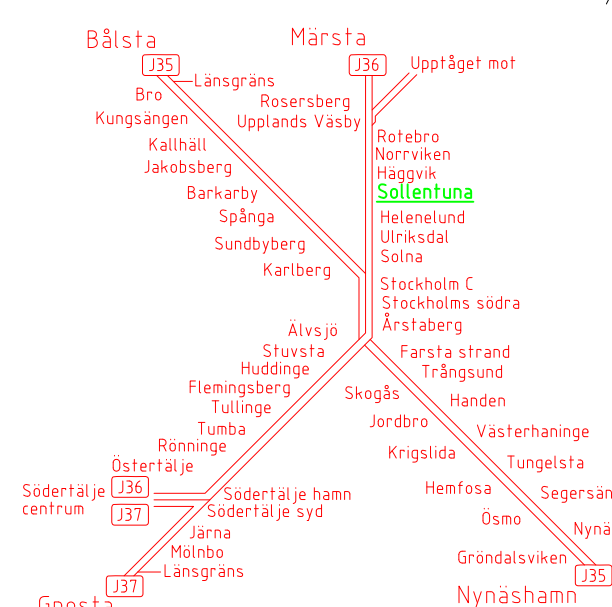 Bålsta
Märsta
J35
J36
Upptåget mot
Länsgräns
Bro
Rosersberg
Kungsängen
Upplands Väsby
Rotebro
Kallhäll
Norrviken
Jakobsberg
Häggvik
Barkarby
Sollentuna
Spånga
Helenelund
Sundbyberg
Ulriksdal
Solna
Karlberg
Stockholm C
Stockholms södra
Älvsjö
Årstaberg
Stuvsta
Farsta strand
Huddinge
Trångsund
Flemingsberg
Skogås
Handen
Tullinge
Jordbro
Tumba
Västerhaninge
Rönninge
Krigslida
Östertälje
Tungelsta
Södertälje
centrum
J36
J37
Södertälje hamn
Södertälje syd
Hemfosa
Segersän
Ösmo
Nynä
Järna
Mölnbo
Länsgräns
Gröndalsviken
J37
J35
Gnesta
Nynäshamn